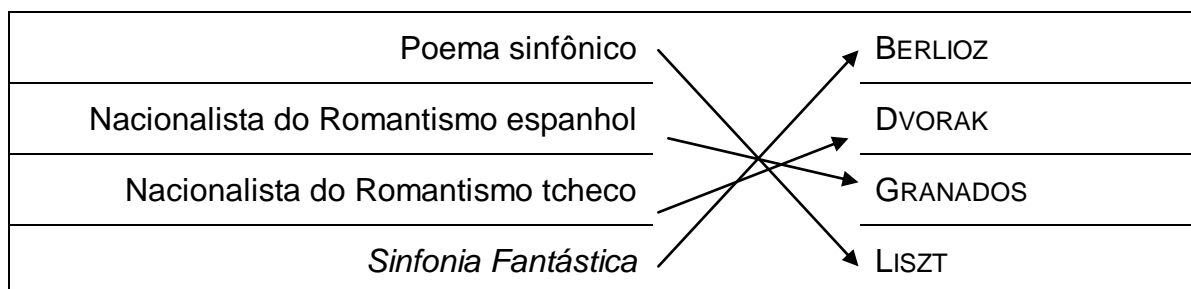 Poema sinfônico BERLIOZ
Nacionalista do Romantismo espanhol DVORAK
Nacionalista do Romantismo tcheco GRANADOS
Sinfonia Fantástica LISZT